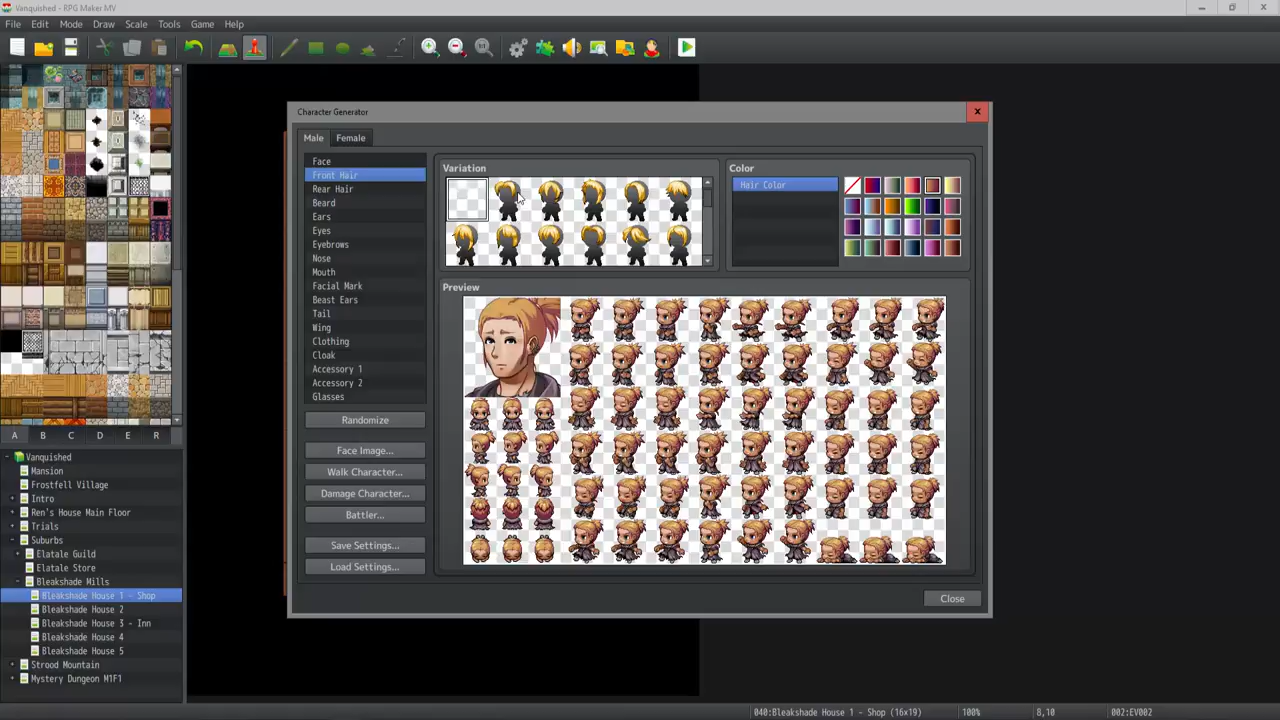 Vanquished - RPG Maker MV
File Edit Mode Draw Scale Tools Game Help
Character Generator
Male Female
Face
Front Hair
Rear Hair
Beard
Ears
Eyes
Eyebrows
Nose
Mouth
Facial Mark
Beast Ears
Tail
Wing
Clothing
Cloak
Accessory 1
Accessory 2
Glasses
Randomize
Face Image...
Walk Character...
Damage Character...
Battler...
Save Settings...
Load Settings...
Variation
Color
Hair Color
Preview
Close
A B C D E R
Vanquished
Mansion
Frostfell Village
Intro
Ren's House Main Floor
Trials
Suburbs
Elatale Guild
Elatale Store
Bleakshade Mills
Bleakshade House 1 - Shop
Bleakshade House 2
Bleakshade House 3 - Inn
Bleakshade House 4
Bleakshade House 5
Strood Mountain
Mystery Dungeon M1F1
040:Bleakshade House 1 - Shop (16x19) 100% 8,10 002:EV002